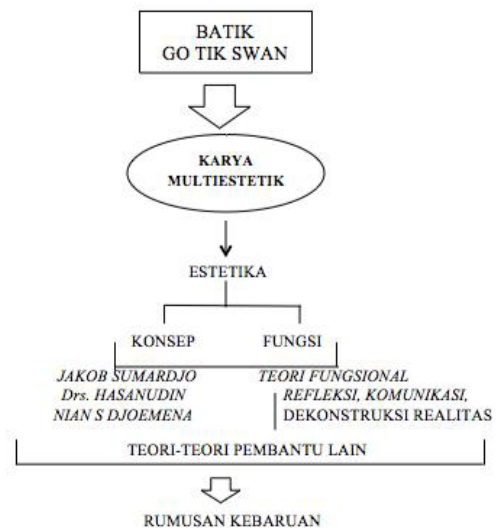 BATIK
GO TIK SWAN
KARYA
MULTIESTETIK
ESTETIKA
KONSEP FUNGSI
JAKOB SUMARDJO TEORI FUNGSIONAL
Drs. HASANUDIN REFLEKSI, KOMUNIKASI,
NIAN S DJOEMENA DEKONSTRUKSI REALITAS
TEORI-TEORI PEMBANTU LAIN
RUMUSAN KEBARUAN